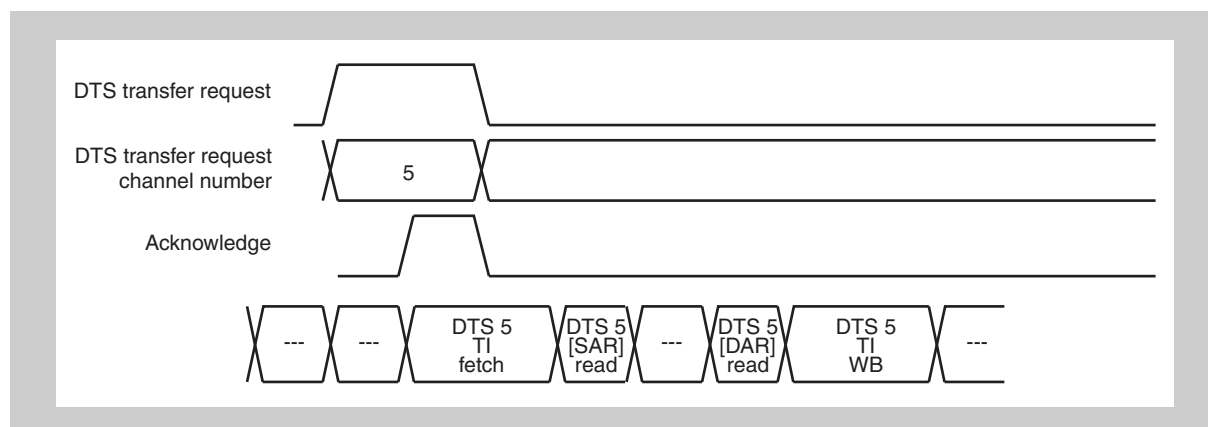 DTS transfer request
DTS transfer request
channel number
5
Acknowledge
---
---
DTS 5
TI
fetch
DTS 5
[SAR]
read
---
DTS 5
[DAR]
read
DTS 5
TI
WB
---